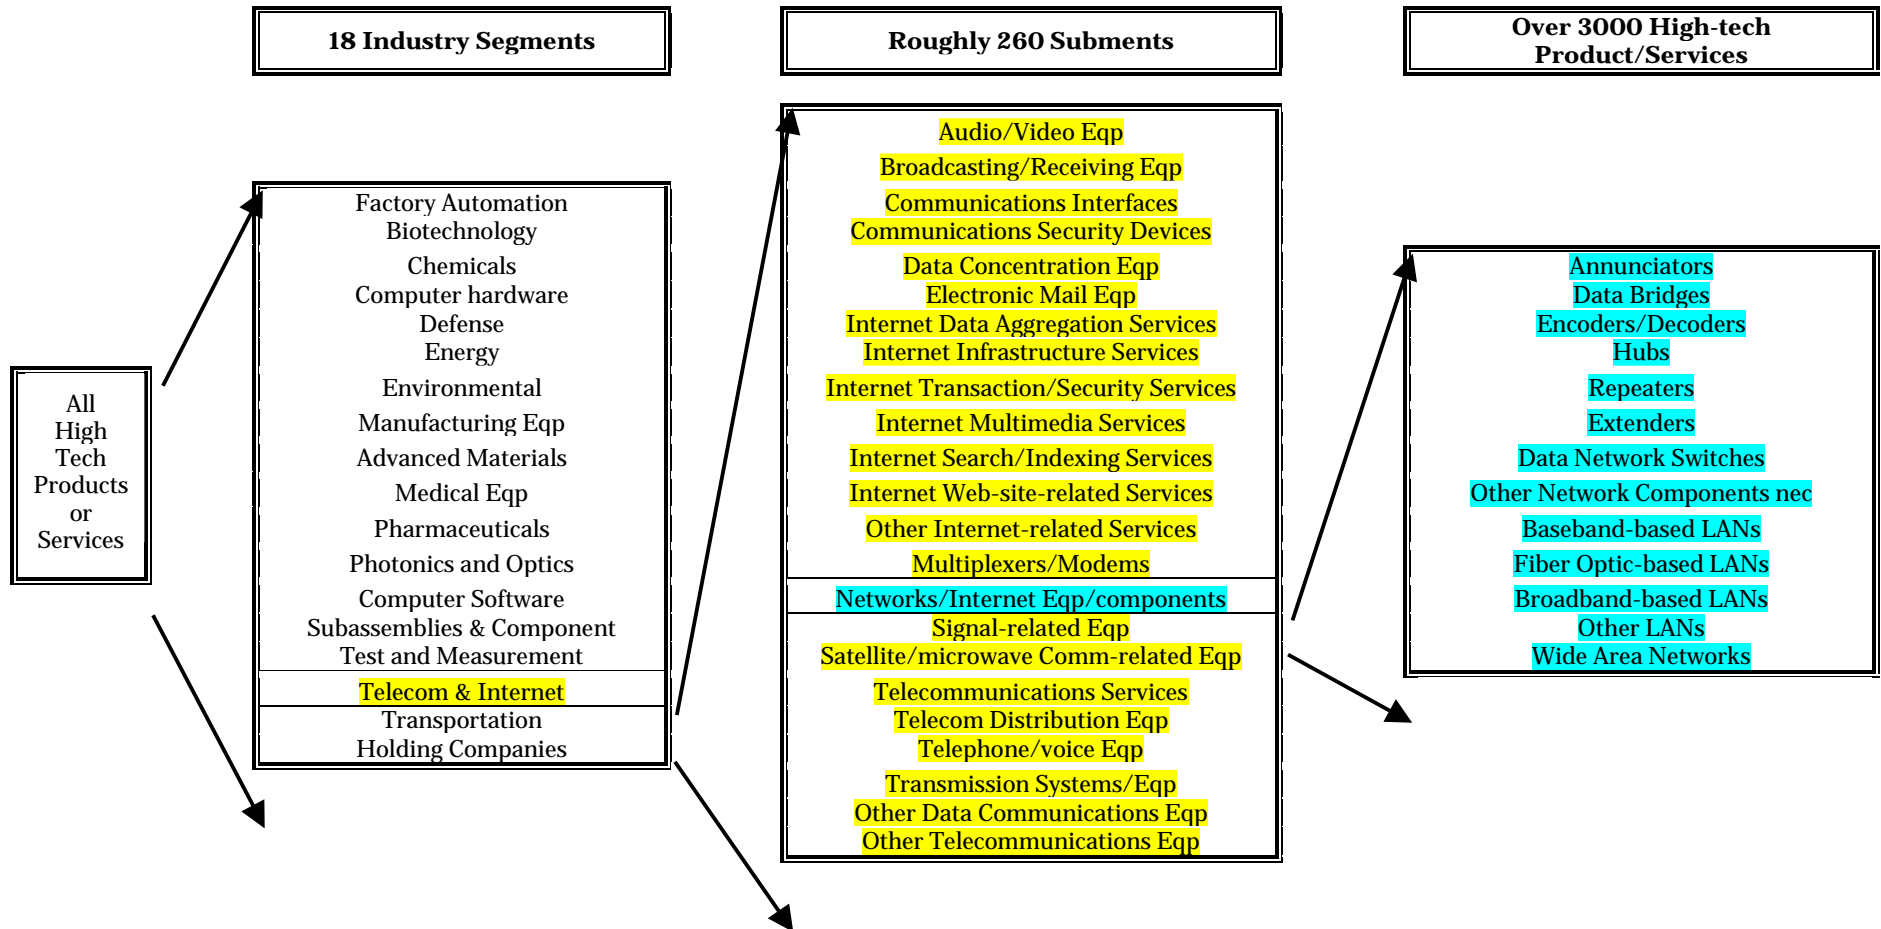 18 Industry Segments
Roughly 260 Subments
Over 3000 High-tech
Product/Services
All
High
Tech
Products
or
Services
Factory Automation
Biotechnology
Chemicals
Computer hardware
Defense
Energy
Environmental
Manufacturing Eqp
Advanced Materials
Medical Eqp
Pharmaceuticals
Photonics and Optics
Computer Software
Subassemblies & Component
Test and Measurement
Telecom & Internet
Transportation
Holding Companies
Audio/Video Eqp
Broadcasting/Receiving Eqp
Communications Interfaces
Communications Security Devices
Data Concentration Eqp
Electronic Mail Eqp
Internet Data Aggregation Services
Internet Infrastructure Services
Internet Transaction/Security Services
Internet Multimedia Services
Internet Search/Indexing Services
Internet Web-site-related Services
Other Internet-related Services
Multiplexers/Modems
Networks/Internet Eqp/components
Signal-related Eqp
Satellite/microwave Comm-related Eqp
Telecommunications Services
Telecom Distribution Eqp
Telephone/voice Eqp
Transmission Systems/Eqp
Other Data Communications Eqp
Other Telecommunications Eqp
Annunciators
Data Bridges
Encoders/Decoders
Hubs
Repeaters
Extenders
Data Network Switches
Other Network Components nec
Baseband-based LANs
Fiber Optic-based LANs
Broadband-based LANs
Other LANs
Wide Area Networks